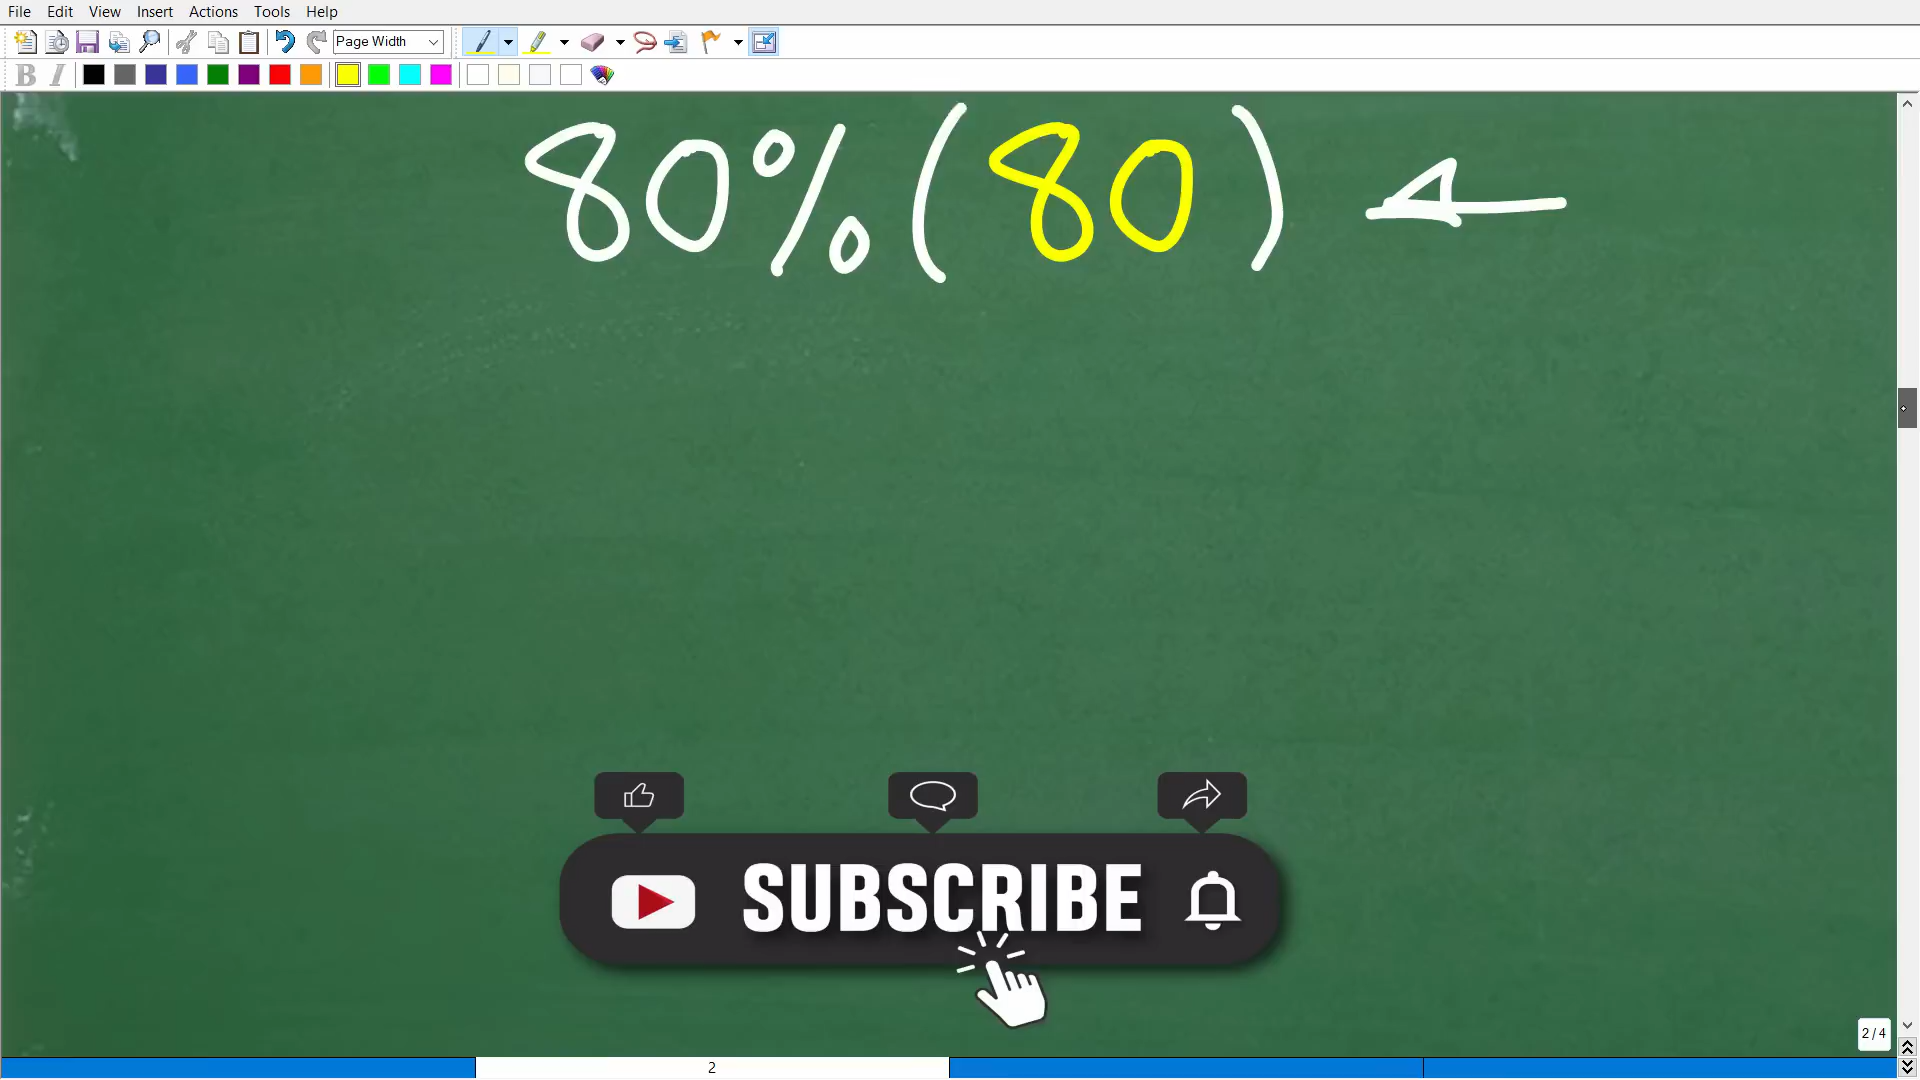 File Edit View Insert Actions Tools Help
Page Width
B I
80% (80)
SUBSCRIBE
2 / 4
2